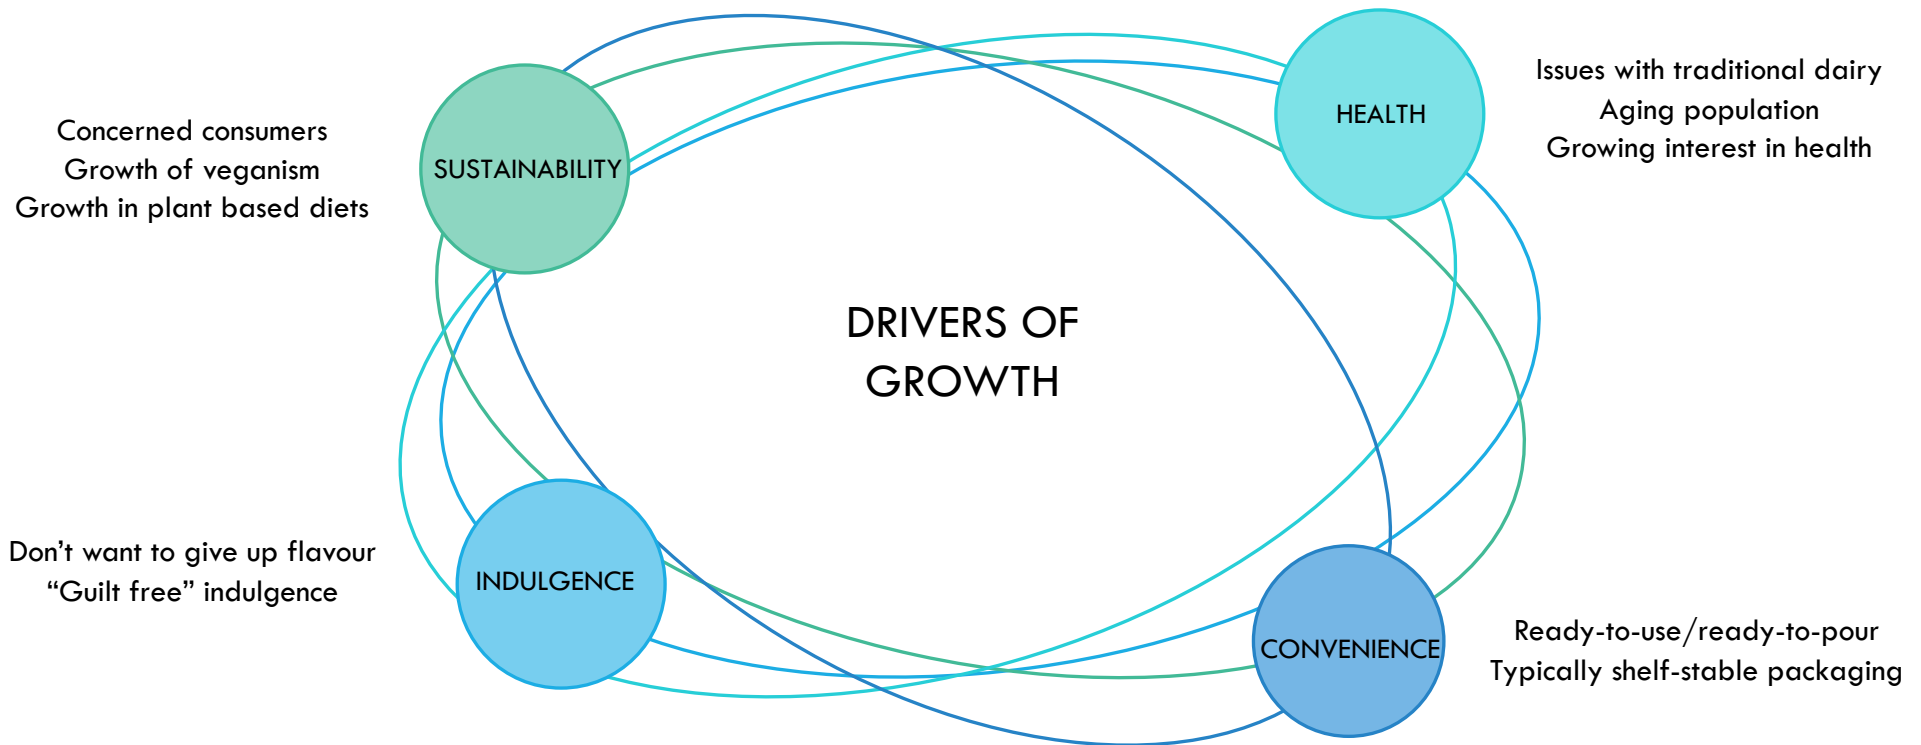 Concerned consumers
Growth of veganism
Growth in plant based diets
SUSTAINABILITY
HEALTH
Issues with traditional dairy
Aging population
Growing interest in health
DRIVERS OF
GROWTH
Don’t want to give up flavour
“Guilt free” indulgence
INDULGENCE
CONVENIENCE
Ready-to-use/ready-to-pour
Typically shelf-stable packaging